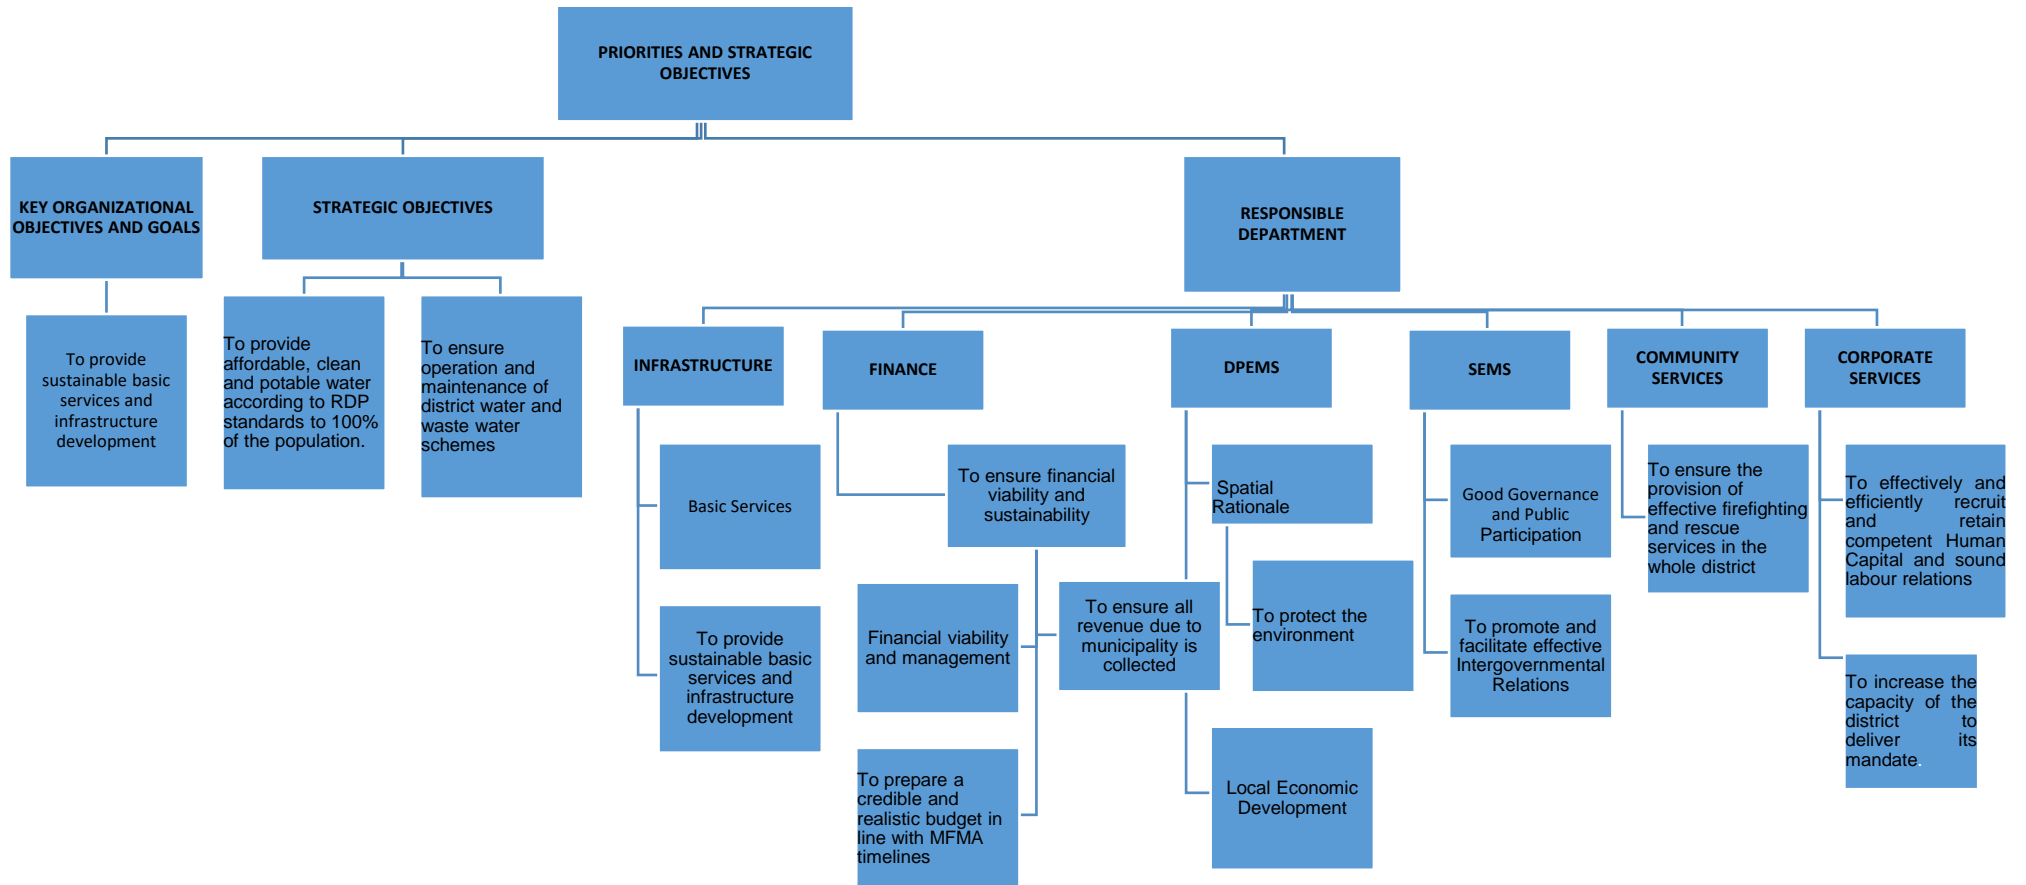 PRIORITIES AND STRATEGIC
OBJECTIVES
KEY ORGANIZATIONAL
OBJECTIVES AND GOALS
To provide
sustainable basic
services and
infrastructure
development
STRATEGIC OBJECTIVES
To provide
affordable, clean
and potable water
according to RDP
standards to 100%
of the population.
To ensure
operation and
maintenance of
district water and
waste water
schemes
RESPONSIBLE
DEPARTMENT
INFRASTRUCTURE
Basic Services
To provide
sustainable basic
services and
infrastructure
development
FINANCE
To ensure financial
viability and
sustainability
Financial viability
and management
To ensure all
revenue due to
municipality is
collected
To prepare a
credible and
realistic budget in
line with MFMA
timelines
DPEMS
Spatial
Rationale
To protect the
environment
Local Economic
Development
SEMS
Good Governance
and Public
Participation
To promote and
facilitate effective
Intergovernmental
Relations
COMMUNITY
SERVICES
To ensure the
provision of
effective firefighting
and rescue
services in the
whole district
CORPORATE
SERVICES
To effectively and
efficiently recruit
and retain
competent Human
Capital and sound
labour relations
To increase the
capacity of the
district to
deliver its
mandate.